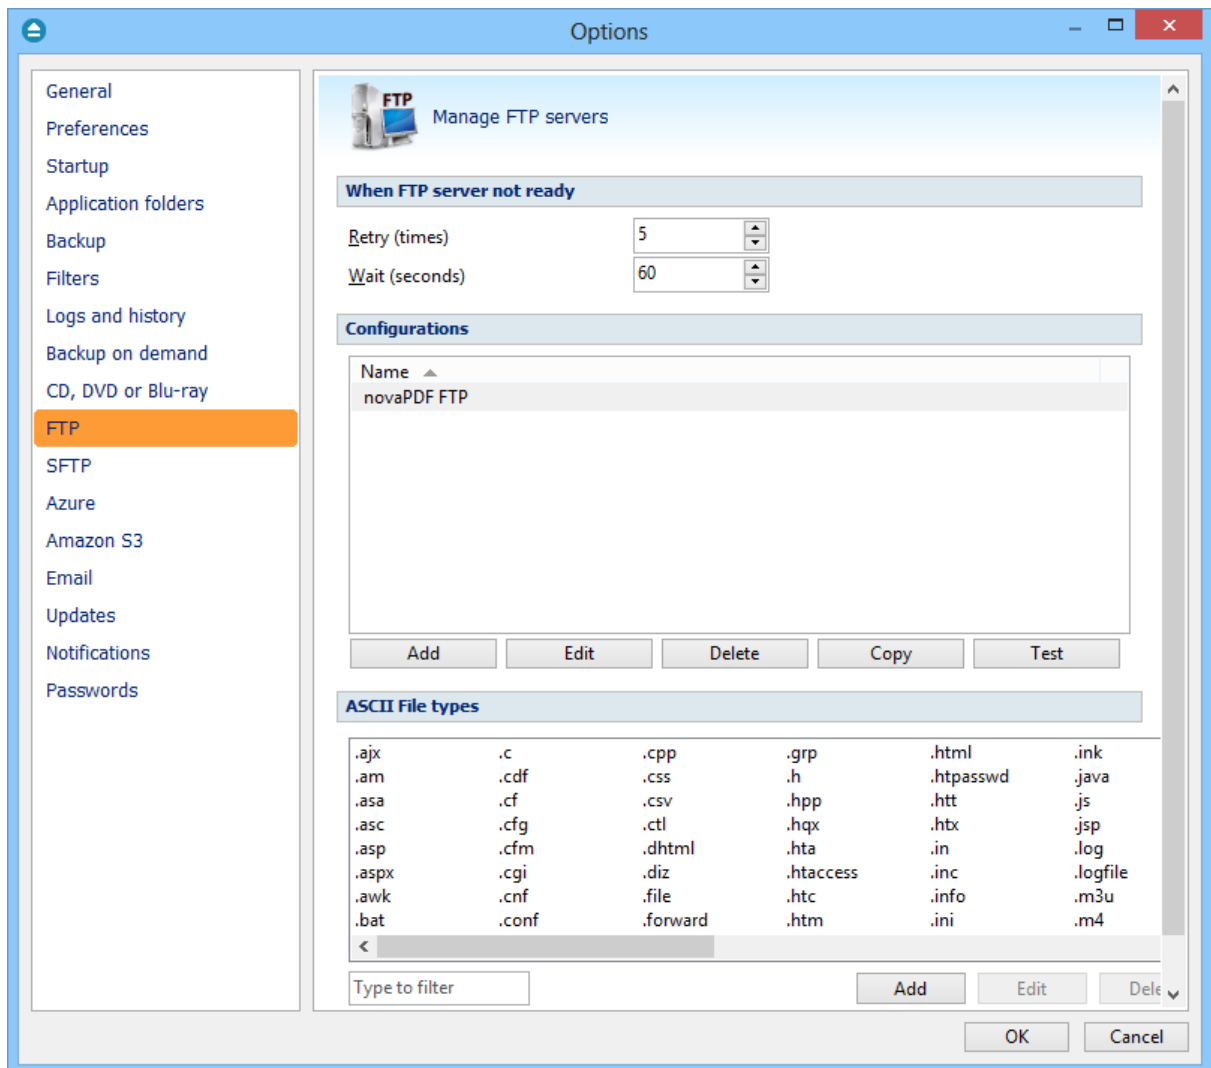 Options
General
Preferences
Startup
Application folders
Backup
Filters
Logs and history
Backup on demand
CD, DVD or Blu-ray
FTP
SFTP
Azure
Amazon S3
Email
Updates
Notifications
Passwords
FTP
Manage FTP servers
When FTP server not ready
Retry (times) 5
Wait (seconds) 60
Configurations
Name
novaPDF FTP
Add Edit Delete Copy Test
ASCII File types
.ajx .c .cpp .grp .html .ink
.am .cdf .css .h .htpasswd .java
.asa .cf .csv .hpp .htt .js
.asc .cfg .ctl .hqx .htx .jsp
.asp .cfm .dhtml .hta .in .log
.aspx .cgi .diz .htaccess .inc .logfile
.awk .cnf .file .htc .info .m3u
.bat .conf .forward .htm .ini .m4
Type to filter Add Edit Dele
OK Cancel